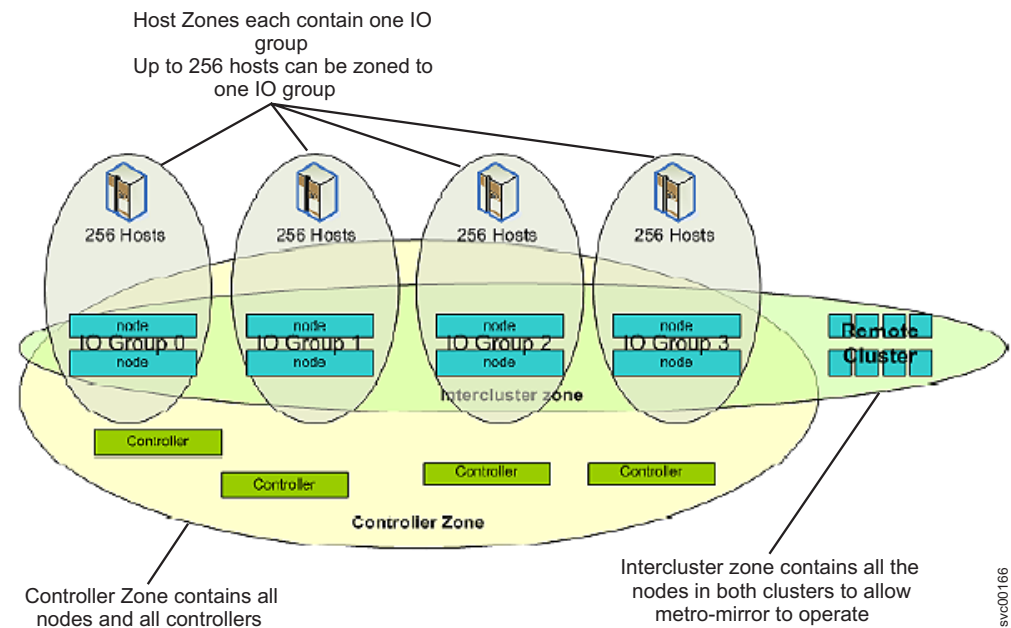 Host Zones each contain one IO
group
Up to 256 hosts can be zoned to
one IO group
256 Hosts
256 Hosts
256 Hosts
256 Hosts
node
IO Group 0
node
node
IO Group 1
node
node
IO Group 2
node
node
IO Group 3
node
Remote
Cluster
Intercluster zone
Controller
Controller
Controller
Controller
Controller Zone
Controller Zone contains all
nodes and all controllers
Intercluster zone contains all the
nodes in both clusters to allow
metro-mirror to operate
svc00166